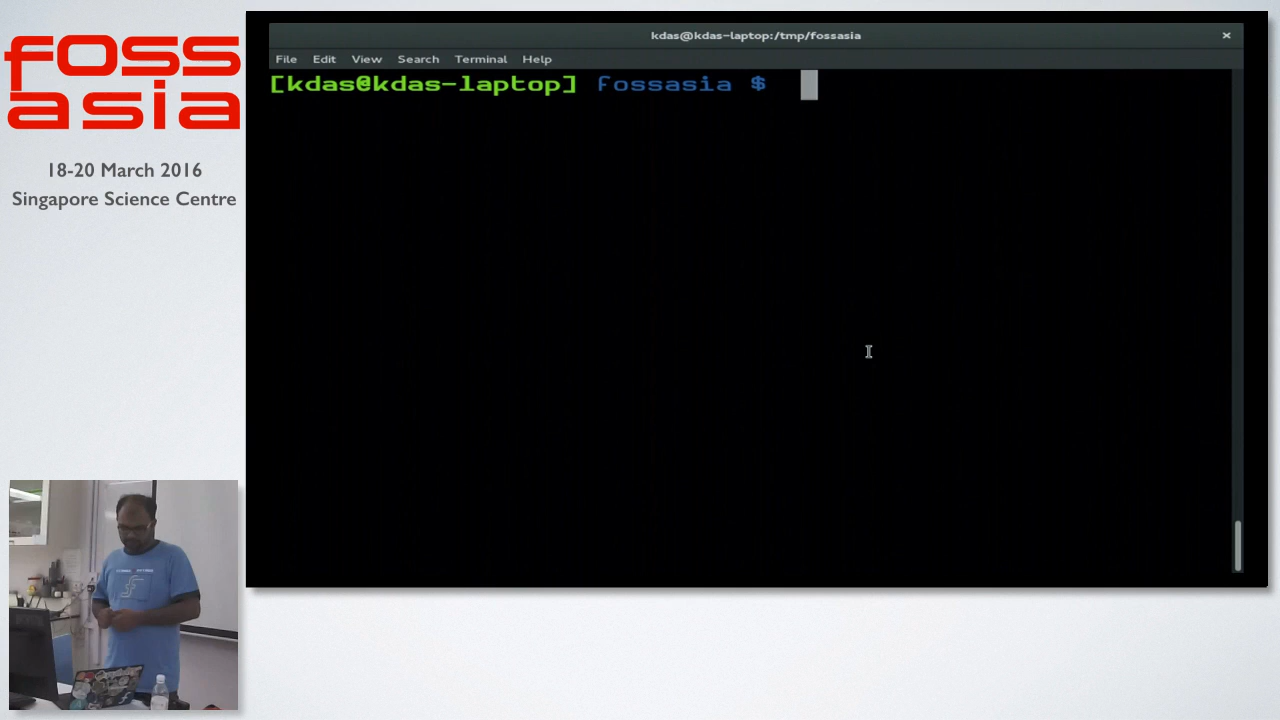 foss
asia
18-20 March 2016
Singapore Science Centre
kdas@kdas-laptop:/tmp/fossasia
File Edit View Search Terminal Help
[kdas@kdas-laptop] fossasia $